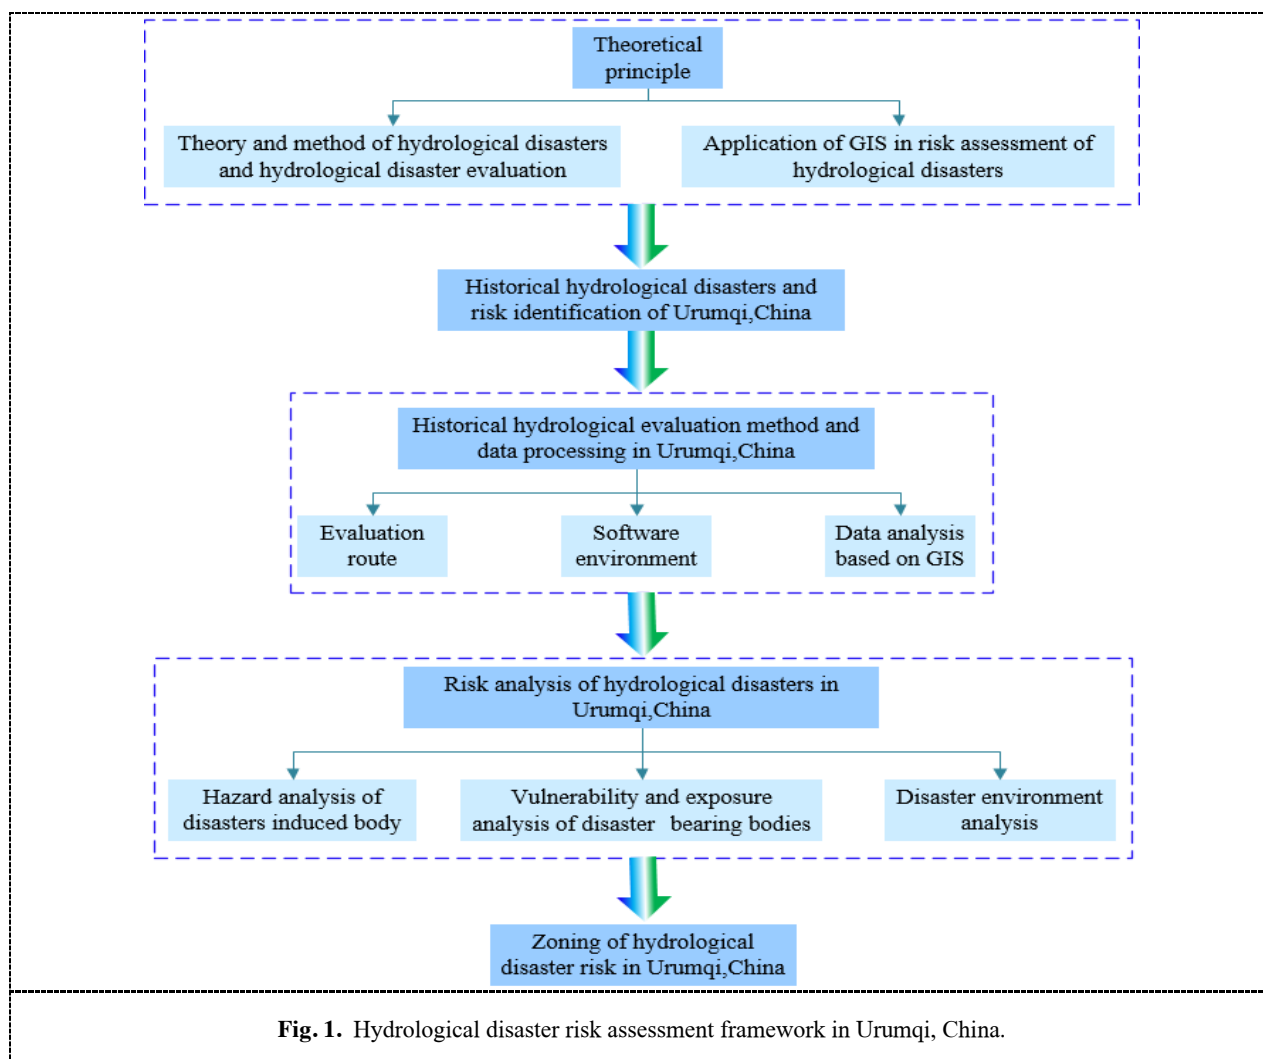 Theoretical
principle
Theory and method of hydrological disasters
and hydrological disaster evaluation
Application of GIS in risk assessment of
hydrological disasters
Historical hydrological disasters and
risk identification of Urumqi,China
Historical hydrological evaluation method and
data processing in Urumqi,China
Evaluation
route
Software
environment
Data analysis
based on GIS
Risk analysis of hydrological disasters in
Urumqi,China
Hazard analysis of
disasters induced body
Vulnerability and exposure
analysis of disaster bearing bodies
Disaster environment
analysis
Zoning of hydrological
disaster risk in Urumqi,China
Fig. 1. Hydrological disaster risk assessment framework in Urumqi, China.